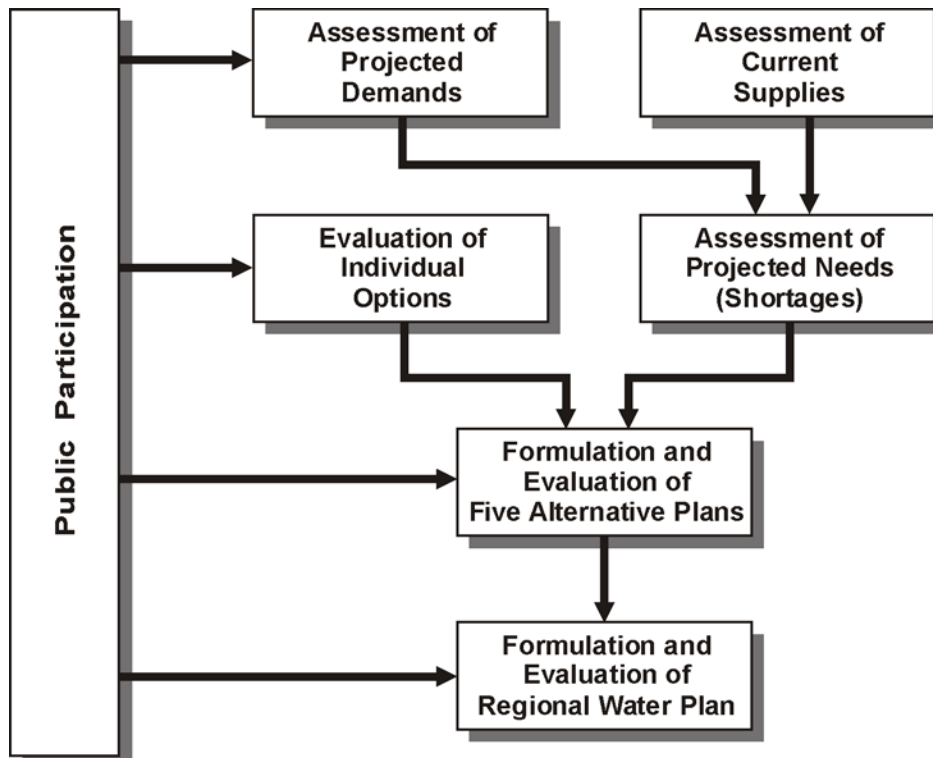 Public Participation
Assessment of
Projected
Demands
Assessment of
Current
Supplies
Evaluation of
Individual
Options
Assessment of
Projected Needs
(Shortages)
Formulation and
Evaluation of
Five Alternative Plans
Formulation and
Evaluation of
Regional Water Plan